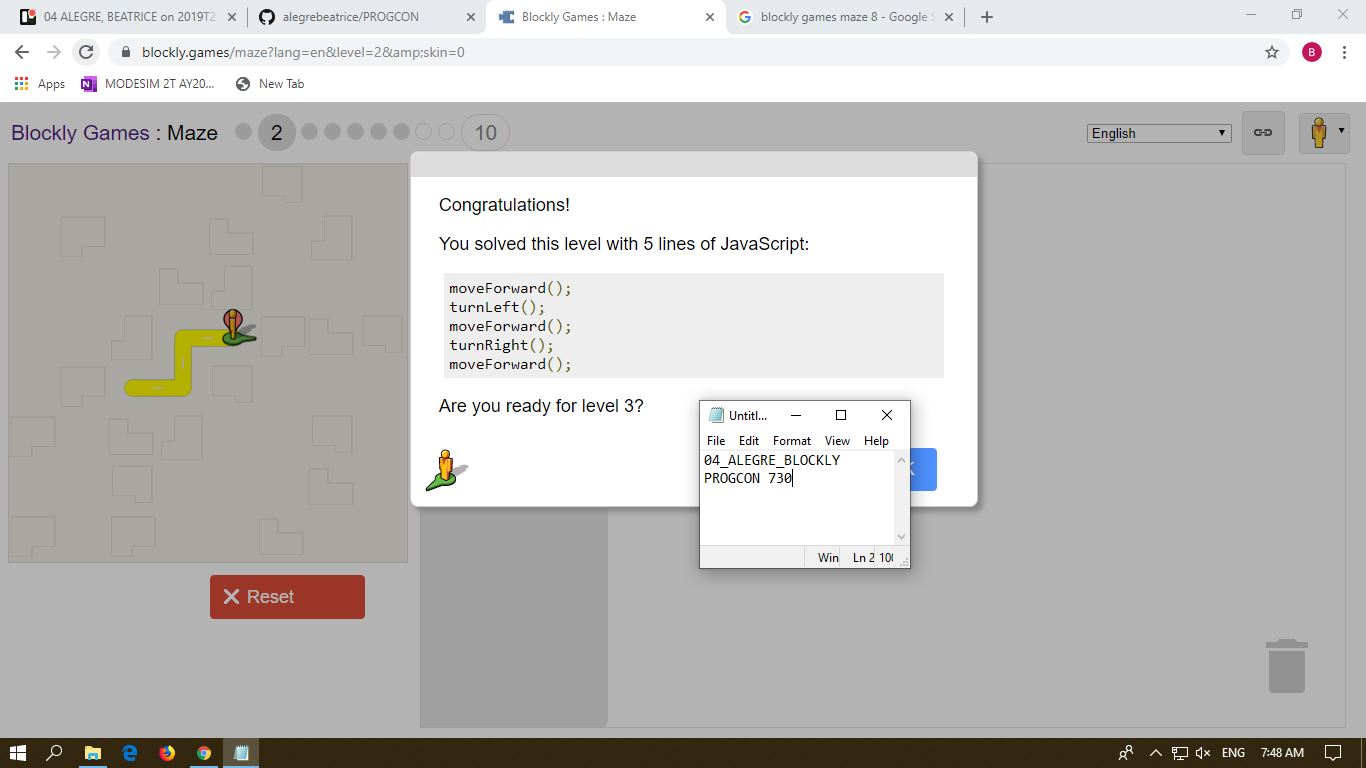 04 ALEGRE, BEATRICE on 2019T2
alegrebeatrice/PROGCON
Blockly Games : Maze
blockly games maze 8 - Google S
blockly.games/maze?lang=en&level=2&amp;skin=0
B
Apps
N
MODESIM 2T AY20...
New Tab
Blockly Games : Maze
2
10
English
Congratulations!
You solved this level with 5 lines of JavaScript:
moveForward();
turnLeft();
moveForward();
turnRight();
moveForward();
Are you ready for level 3?
Untitl...
File Edit Format View Help
04_ALEGRE_BLOCKLY
PROGCON 730
Win Ln 2 100
Reset
ENG 7:48 AM